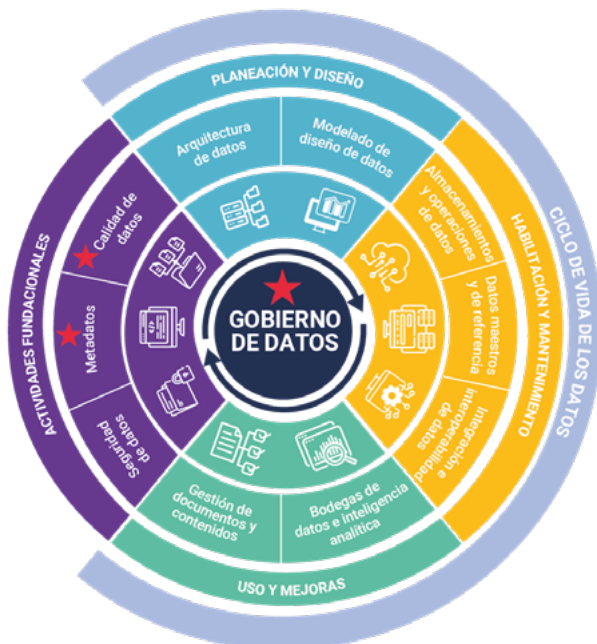 PLANEACIÓN Y DISEÑO
Arquitectura
de datos
Modelado de
diseño de datos
Almacenamientos
y operaciones
de datos
Datos maestros
y de referencia
Integración e
interoperabilidad
de datos
HABILITACIÓN Y MANTENIMIENTO
CICLO DE VIDA DE LOS DATOS
Bodegas de
datos e inteligencia
analítica
Gestión de
documentos y
contenidos
USO Y MEJORAS
Seguridad
de datos
Metadatos
Calidad de
datos
ACTIVIDADES FUNDACIONALES
GOBIERNO
DE DATOS